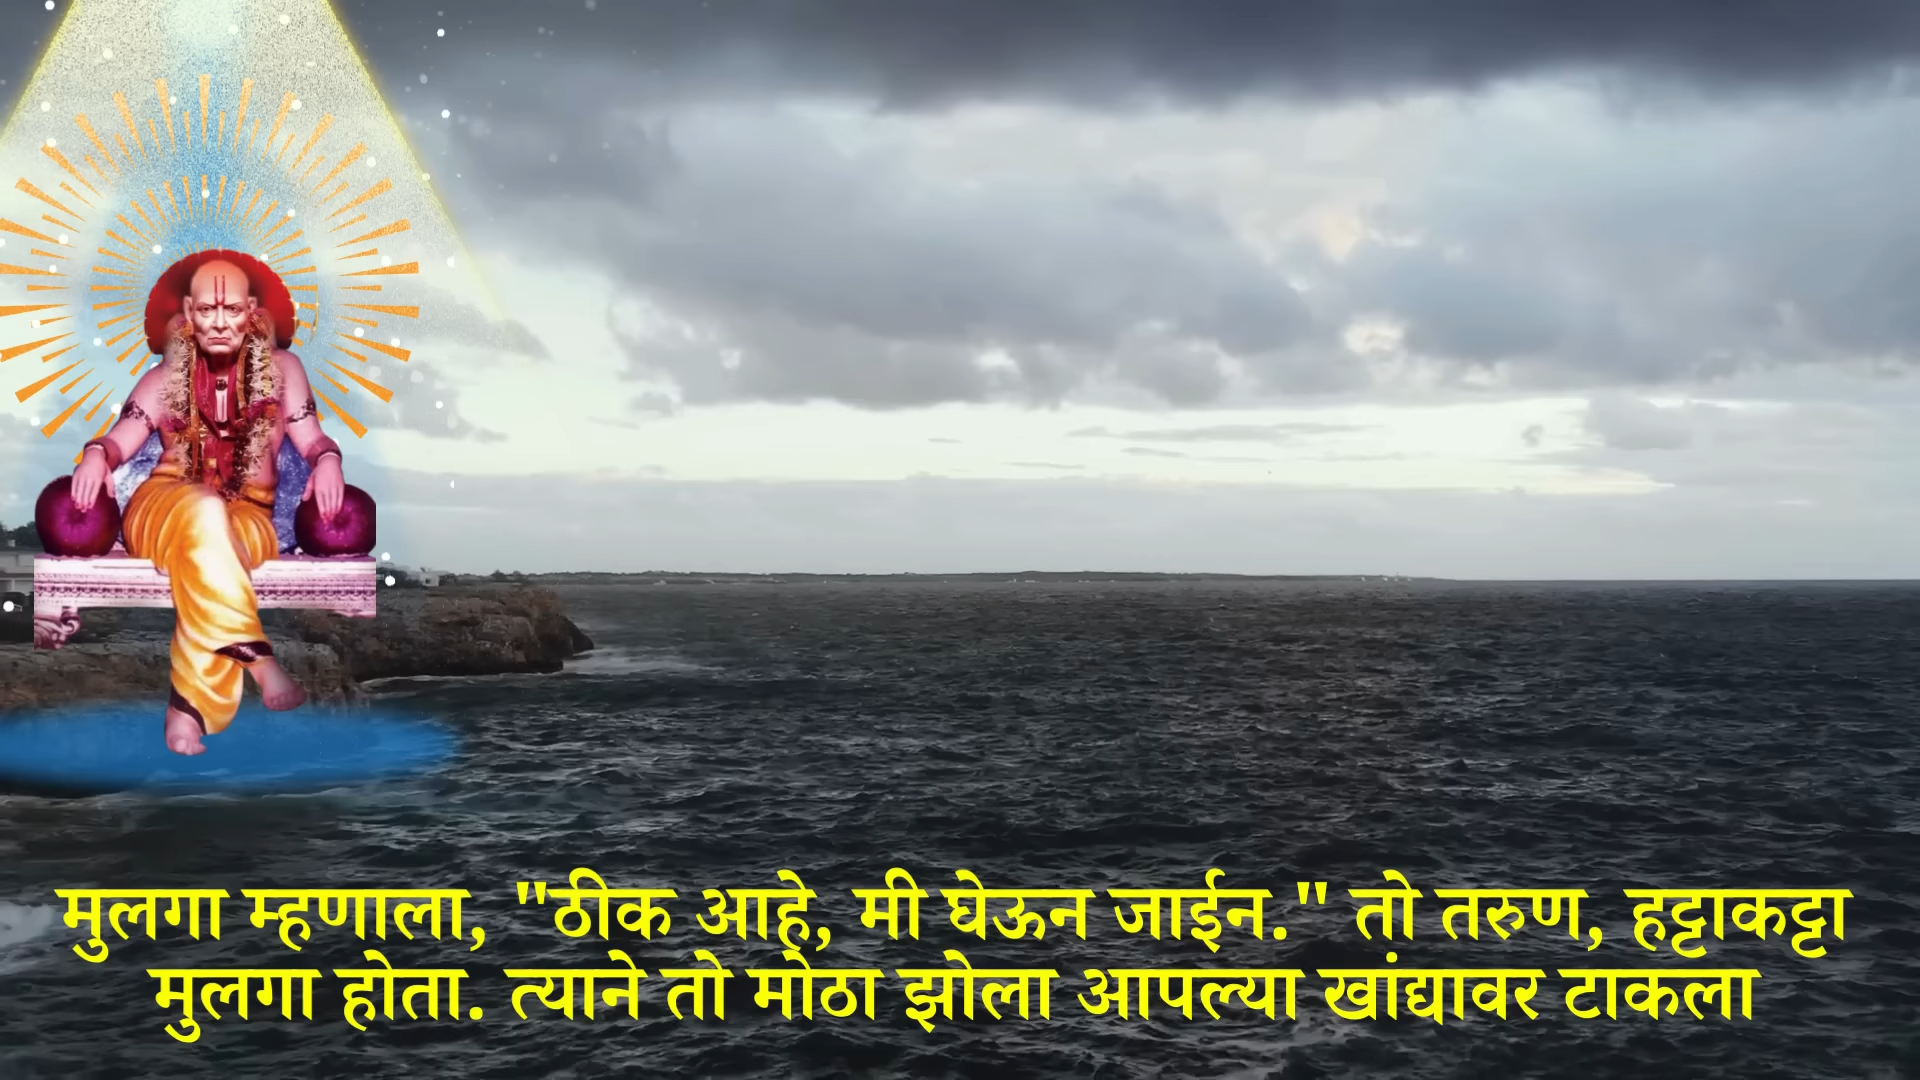 मुलगा म्हणाला, "ठीक आहे, मी घेऊन जाईन." तो तरुण, हट्टाकट्टा
मुलगा होता. त्याने तो मोठा झोला आपल्या खांद्यावर टाकला